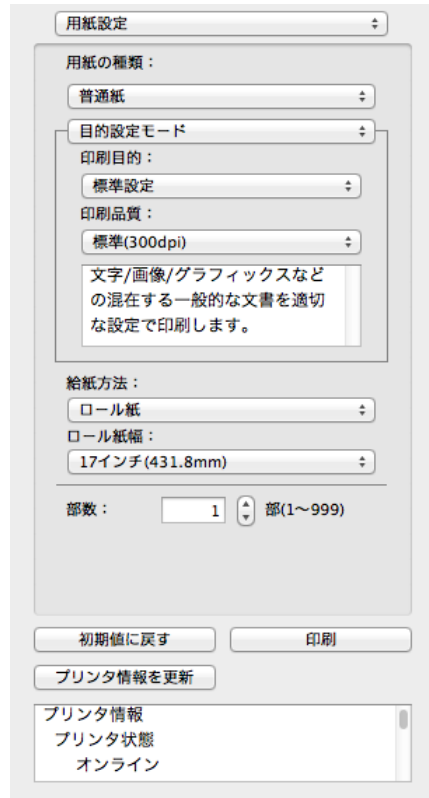 用紙設定
用紙の種類：
普通紙
目的設定モード
印刷目的：
標準設定
印刷品質：
標準(300dpi)
文字/画像/グラフィックスなど
の混在する一般的な文書を適切
な設定で印刷します。
給紙方法：
ロール紙
ロール紙幅：
17インチ(431.8mm)
部数： 1 部(1〜999)
初期値に戻す 印刷
プリンタ情報を更新
プリンタ情報
プリンタ状態
オンライン